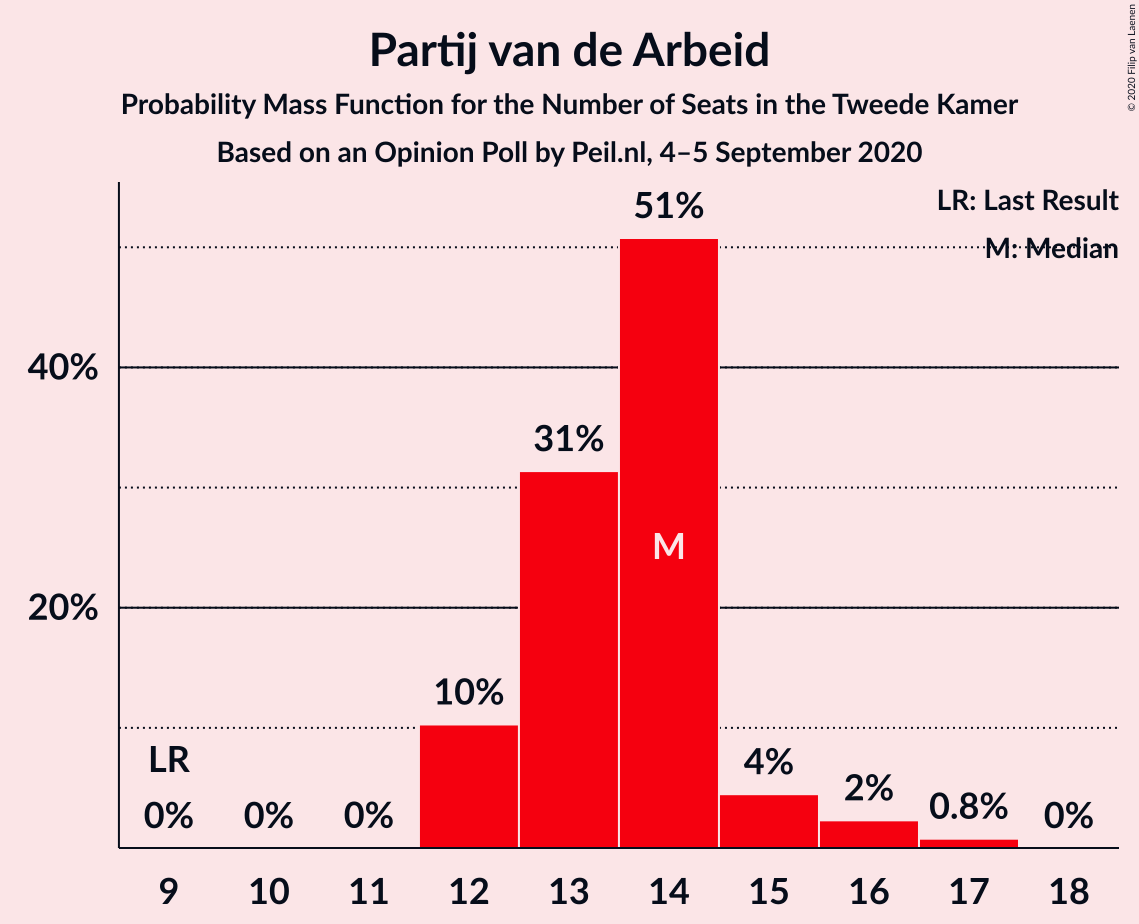 Partij van de Arbeid
Probability Mass Function for the Number of Seats in the Tweede Kamer
Based on an Opinion Poll by Peil.nl, 4–5 September 2020
© 2020 Filip van Laenen
LR: Last Result
M: Median
51%
40%
31%
M
20%
10%
LR
4%
2%
0.8%
0%
0%
0%
0%
9 10 11 12 13 14 15 16 17 18